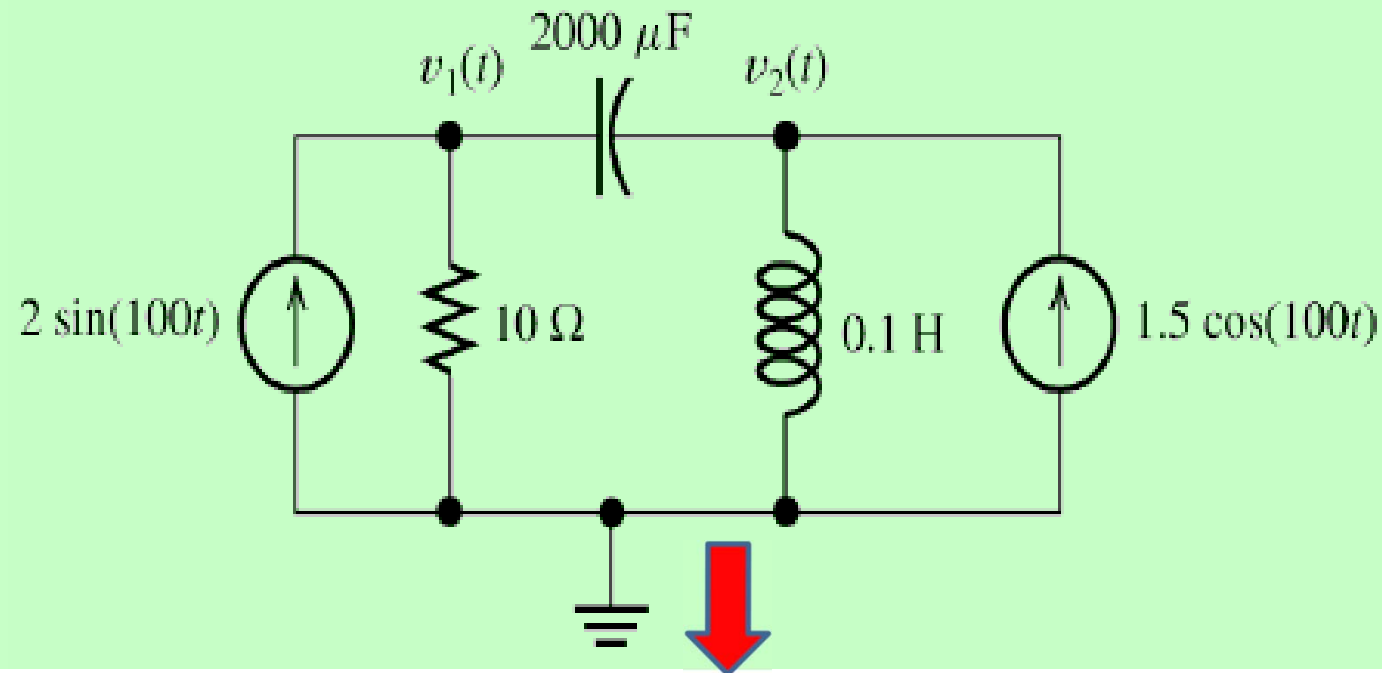 2000 μF
v₁(t)
v₂(t)
2 sin(100t)
10 Ω
0.1 H
1.5 cos(100t)